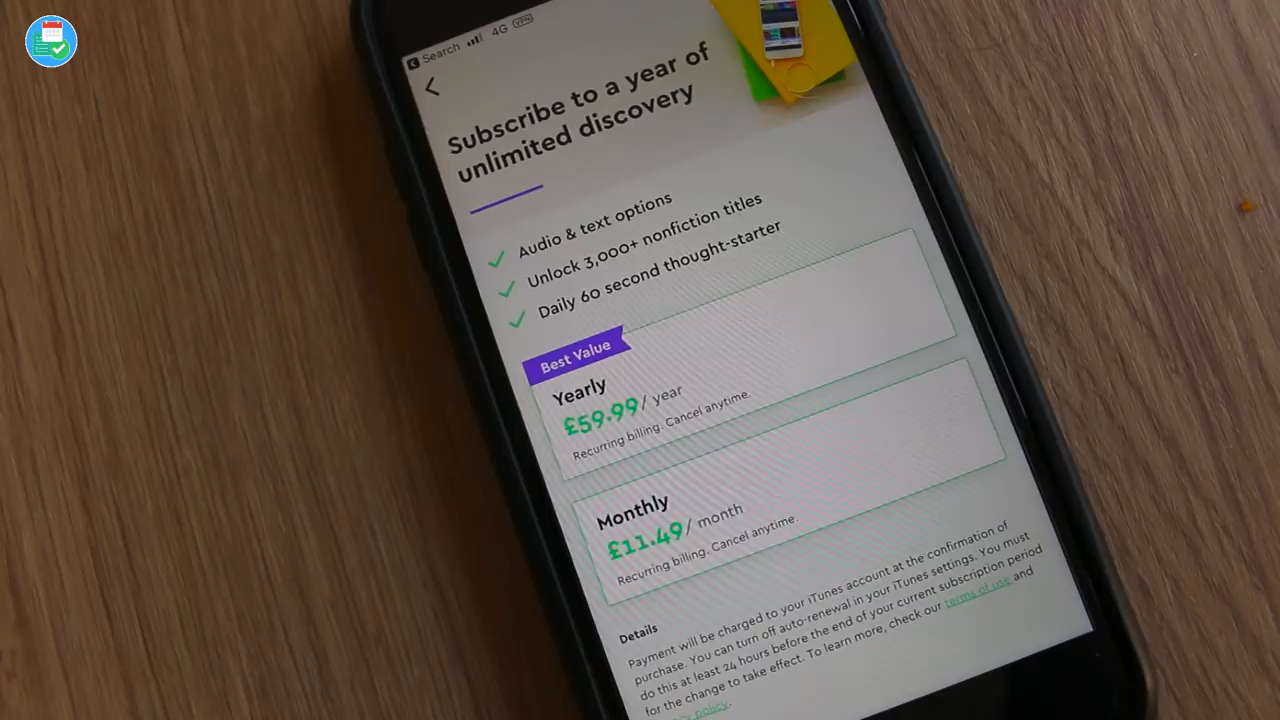 Search 4G VPN
Subscribe to a year of
unlimited discovery
Audio & text options
Unlock 3,000+ nonfiction titles
Daily 60 second thought-starter
Best Value
Yearly
£59.99/ year
Recurring billing. Cancel anytime.
Monthly
£11.49/ month
Recurring billing. Cancel anytime.
Details
Payment will be charged to your iTunes account at the confirmation of
purchase. You can turn off auto-renewal in your iTunes settings. You must
do this at least 24 hours before the end of your current subscription period
for the change to take effect. To learn more, check our terms of use and
policy.